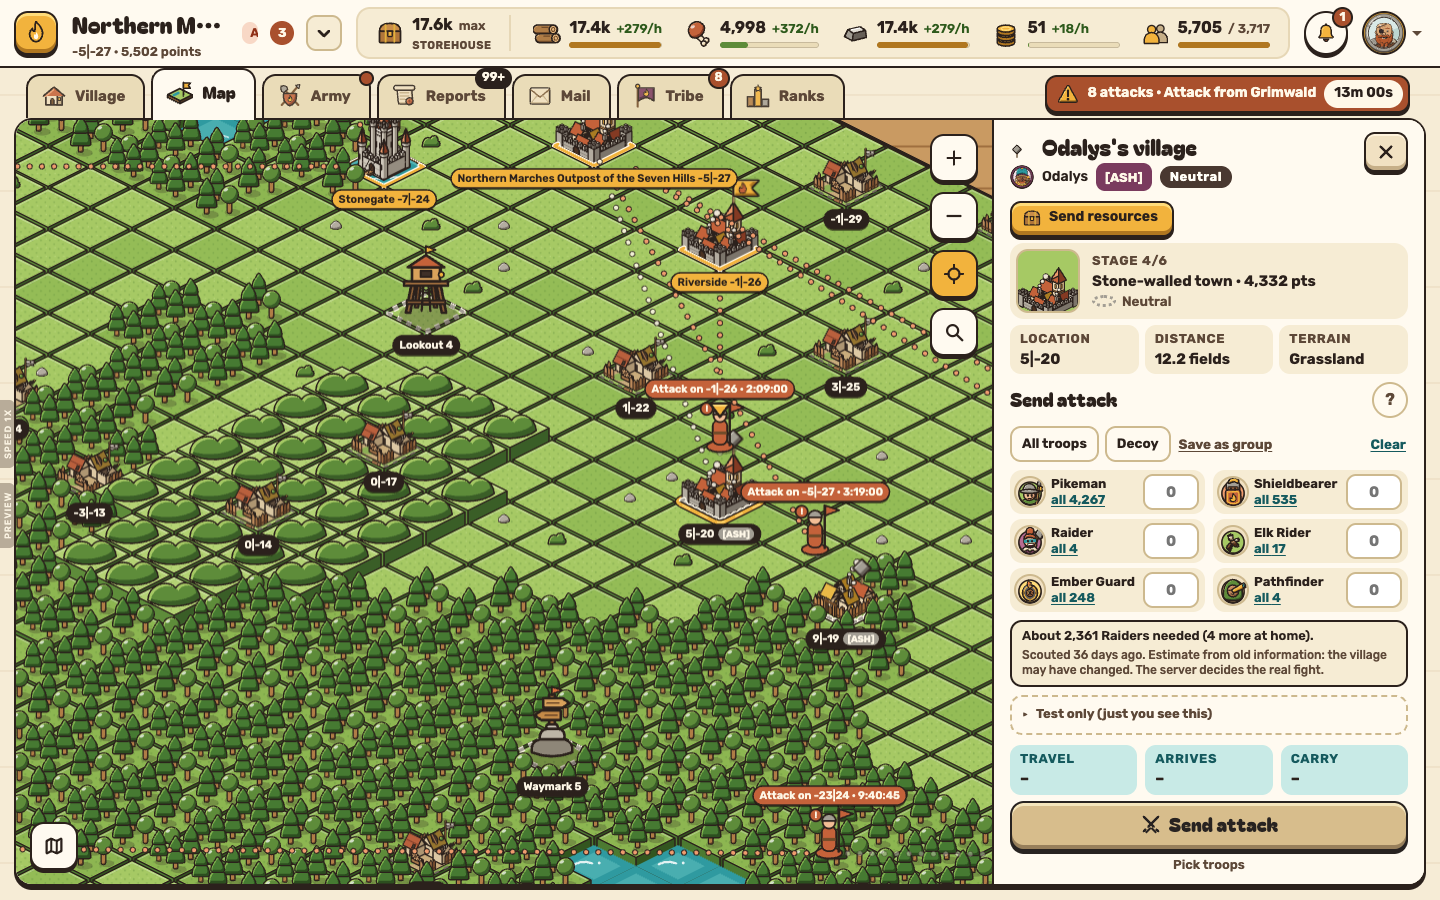 Northern M···
-5|-27 • 5,502 points
A
3
17.6k max
STOREHOUSE
17.4k +279/h
4,998 +372/h
17.4k +279/h
51 +18/h
5,705 / 3,717
1
Village
Map
Army
Reports
99+
Mail
Tribe
8
Ranks
8 attacks • Attack from Grimwald
13m 00s
Northern Marches Outpost of the Seven Hills -5|-27
Stonegate -7|-24
-1|-29
Riverside -1|-26
Lookout 4
Attack on -1|-26 • 2:09:00
3|-25
1|-22
0|-17
4
SPEED 1X
PREVIEW
-3|-13
0|-14
Attack on -5|-27 • 3:19:00
5|-20 [ASH]
9|-19 [ASH]
Waymark 5
Attack on -23|24 • 9:40:45
Odalys's village
Odalys [ASH] Neutral
Send resources
STAGE 4/6
Stone-walled town • 4,332 pts
Neutral
LOCATION
5|-20
DISTANCE
12.2 fields
TERRAIN
Grassland
Send attack
?
All troops
Decoy
Save as group
Clear
Pikeman
all 4,267
0
Shieldbearer
all 535
0
Raider
all 4
0
Elk Rider
all 17
0
Ember Guard
all 248
0
Pathfinder
all 4
0
About 2,361 Raiders needed (4 more at home).
Scouted 36 days ago. Estimate from old information: the village
may have changed. The server decides the real fight.
Test only (just you see this)
TRAVEL
-
ARRIVES
-
CARRY
-
Send attack
Pick troops